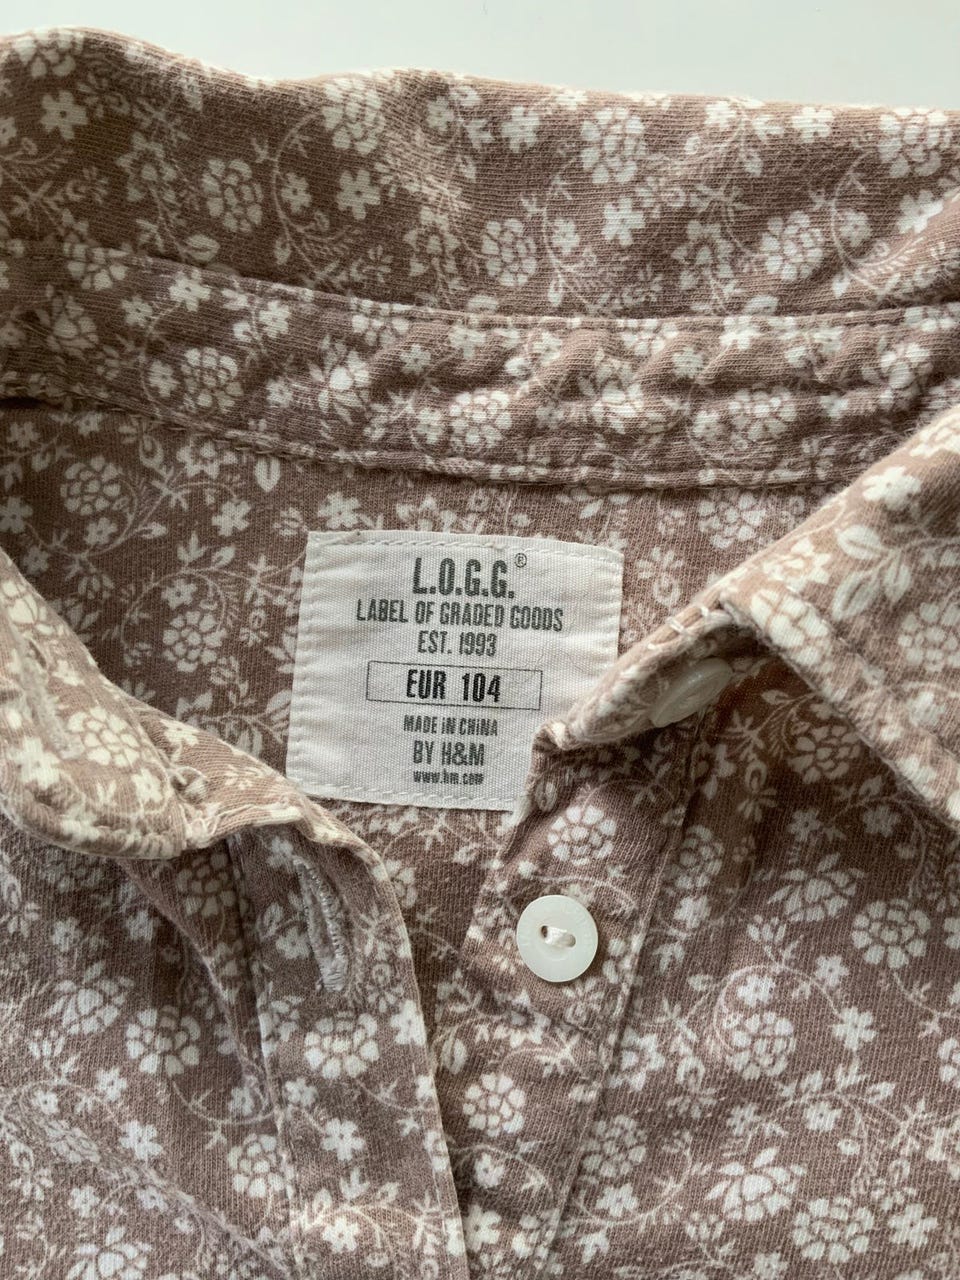 L.O.G.G.®
LABEL OF GRADED GOODS
EST. 1993
EUR 104
MADE IN CHINA
BY H&M
www.hm.com